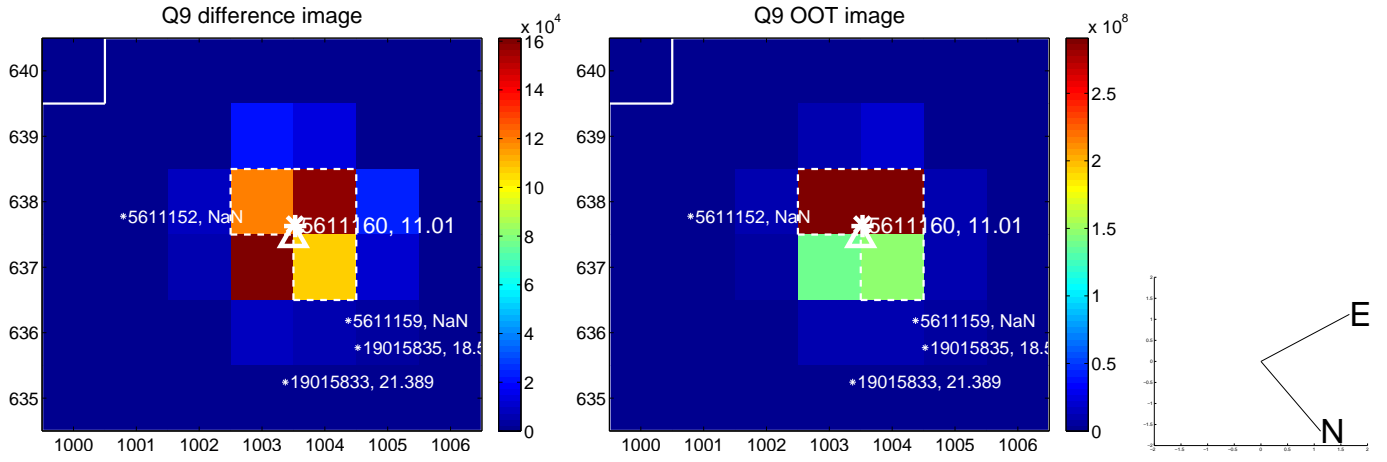 Q9 difference image
640
639
638
637
636
635
1000 1001 1002 1003 1004 1005 1006
*5611152, NaN
5611160, 11.01
*5611159, NaN
*19015835, 18.5
*19015833, 21.389
x 10^4
16
14
12
10
8
6
4
2
0
Q9 OOT image
640
639
638
637
636
635
1000 1001 1002 1003 1004 1005 1006
*5611152, NaN
5611160, 11.01
*5611159, NaN
*19015835, 18.5
*19015833, 21.389
x 10^8
2.5
2
1.5
1
0.5
0
E
N